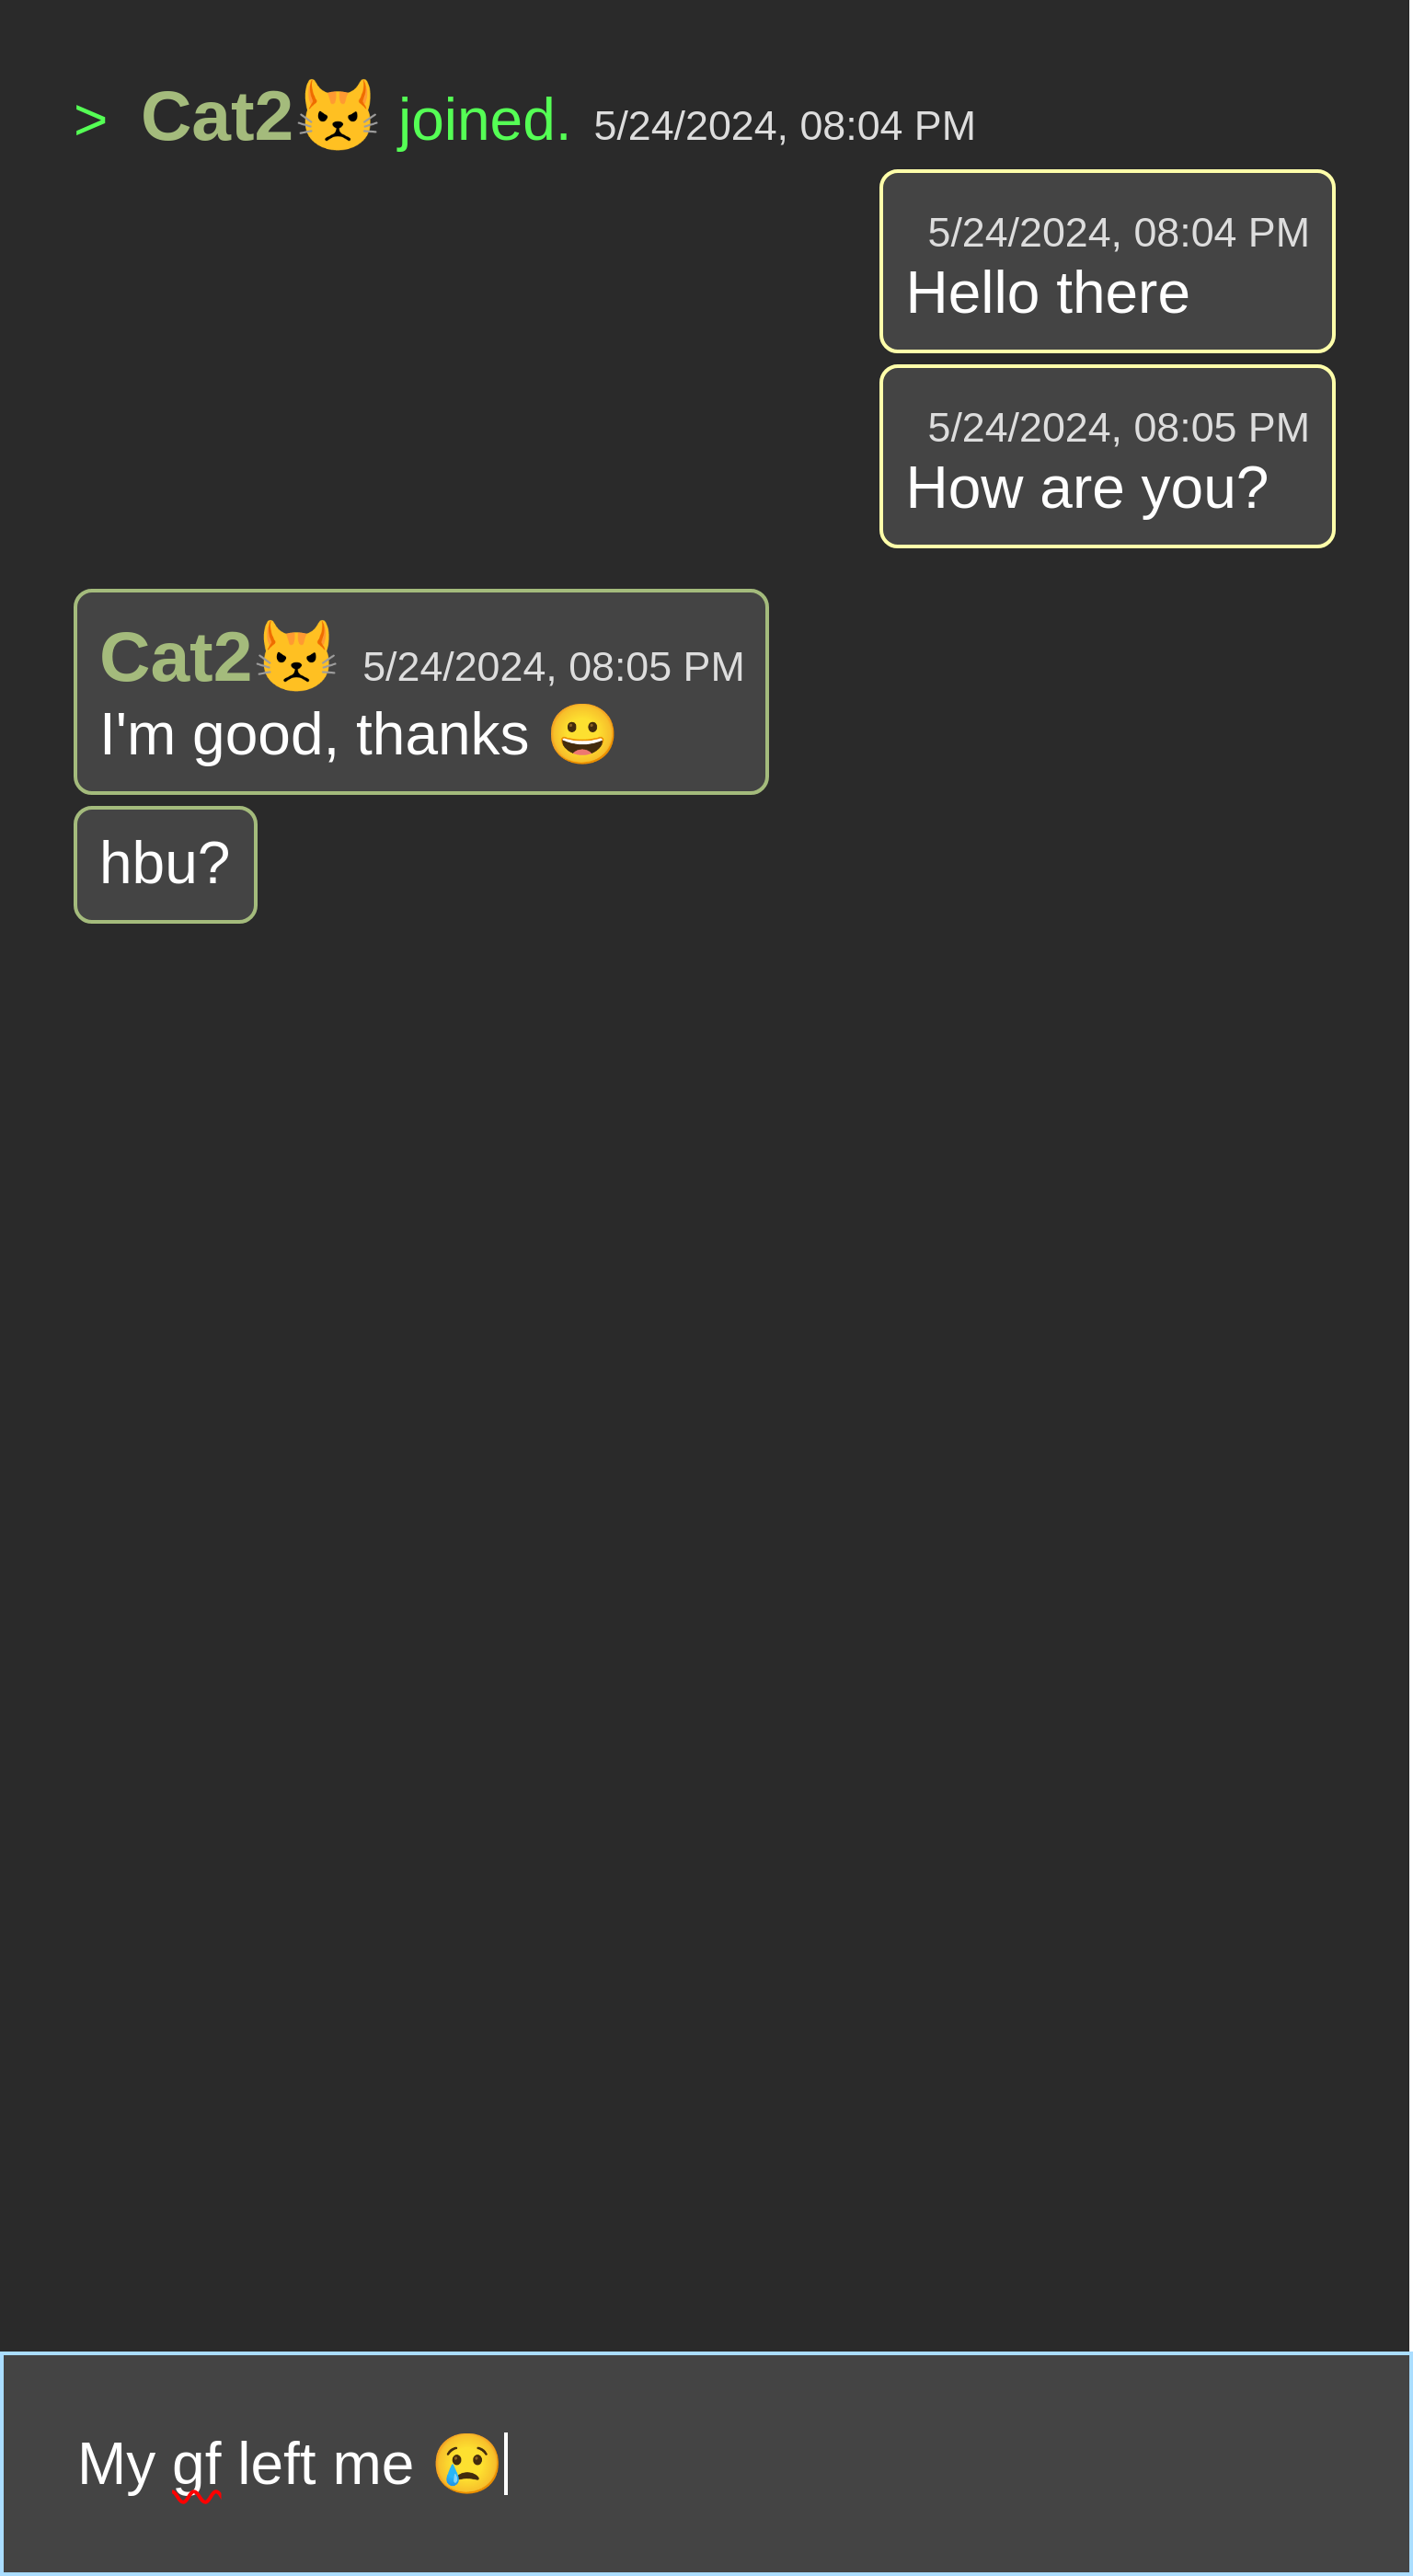 > Cat2😾 joined. 5/24/2024, 08:04 PM
5/24/2024, 08:04 PM
Hello there
5/24/2024, 08:05 PM
How are you?
Cat2😾 5/24/2024, 08:05 PM
I'm good, thanks 😀
hbu?
My gf left me 😢